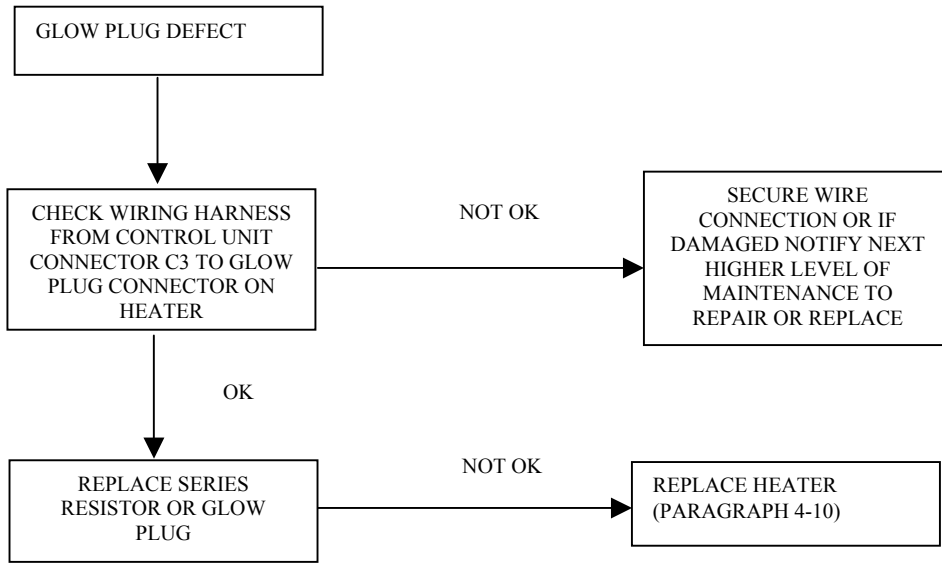 GLOW PLUG DEFECT
CHECK WIRING HARNESS
FROM CONTROL UNIT
CONNECTOR C3 TO GLOW
PLUG CONNECTOR ON
HEATER
NOT OK
SECURE WIRE
CONNECTION OR IF
DAMAGED NOTIFY NEXT
HIGHER LEVEL OF
MAINTENANCE TO
REPAIR OR REPLACE
OK
REPLACE SERIES
RESISTOR OR GLOW
PLUG
NOT OK
REPLACE HEATER
(PARAGRAPH 4-10)